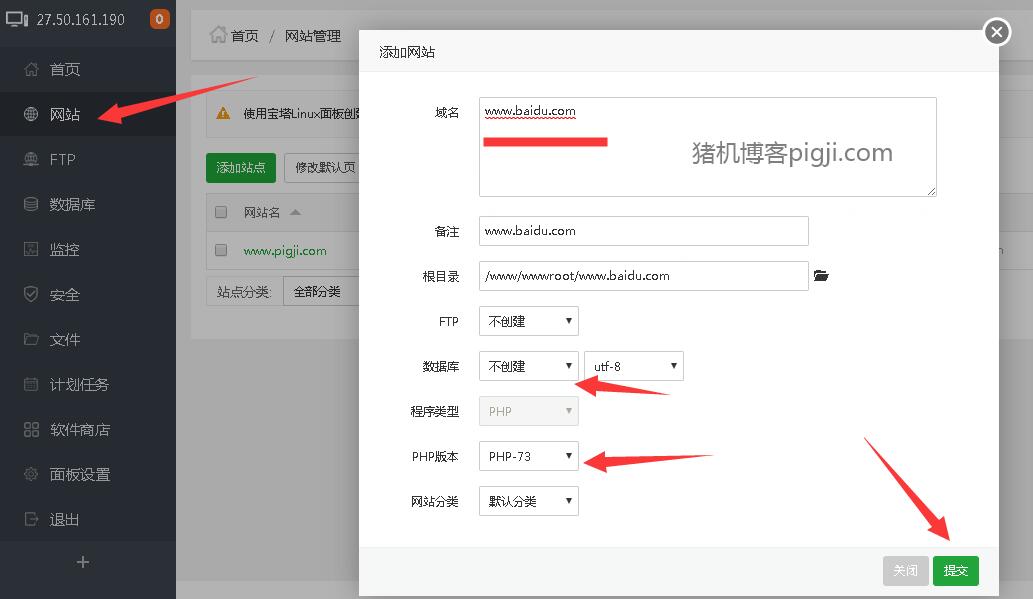 27.50.161.190
0
首页
网站
FTP
数据库
监控
安全
文件
计划任务
软件商店
面板设置
退出
首页 / 网站管理
使用宝塔Linux面板创建
添加站点
修改默认页
网站名
www.pigji.com
站点分类:
全部分类
添加网站
域名
www.baidu.com
猪机博客pigji.com
备注
www.baidu.com
根目录
/www/wwwroot/www.baidu.com
FTP
不创建
数据库
不创建
utf-8
程序类型
PHP
PHP版本
PHP-73
网站分类
默认分类
关闭
提交